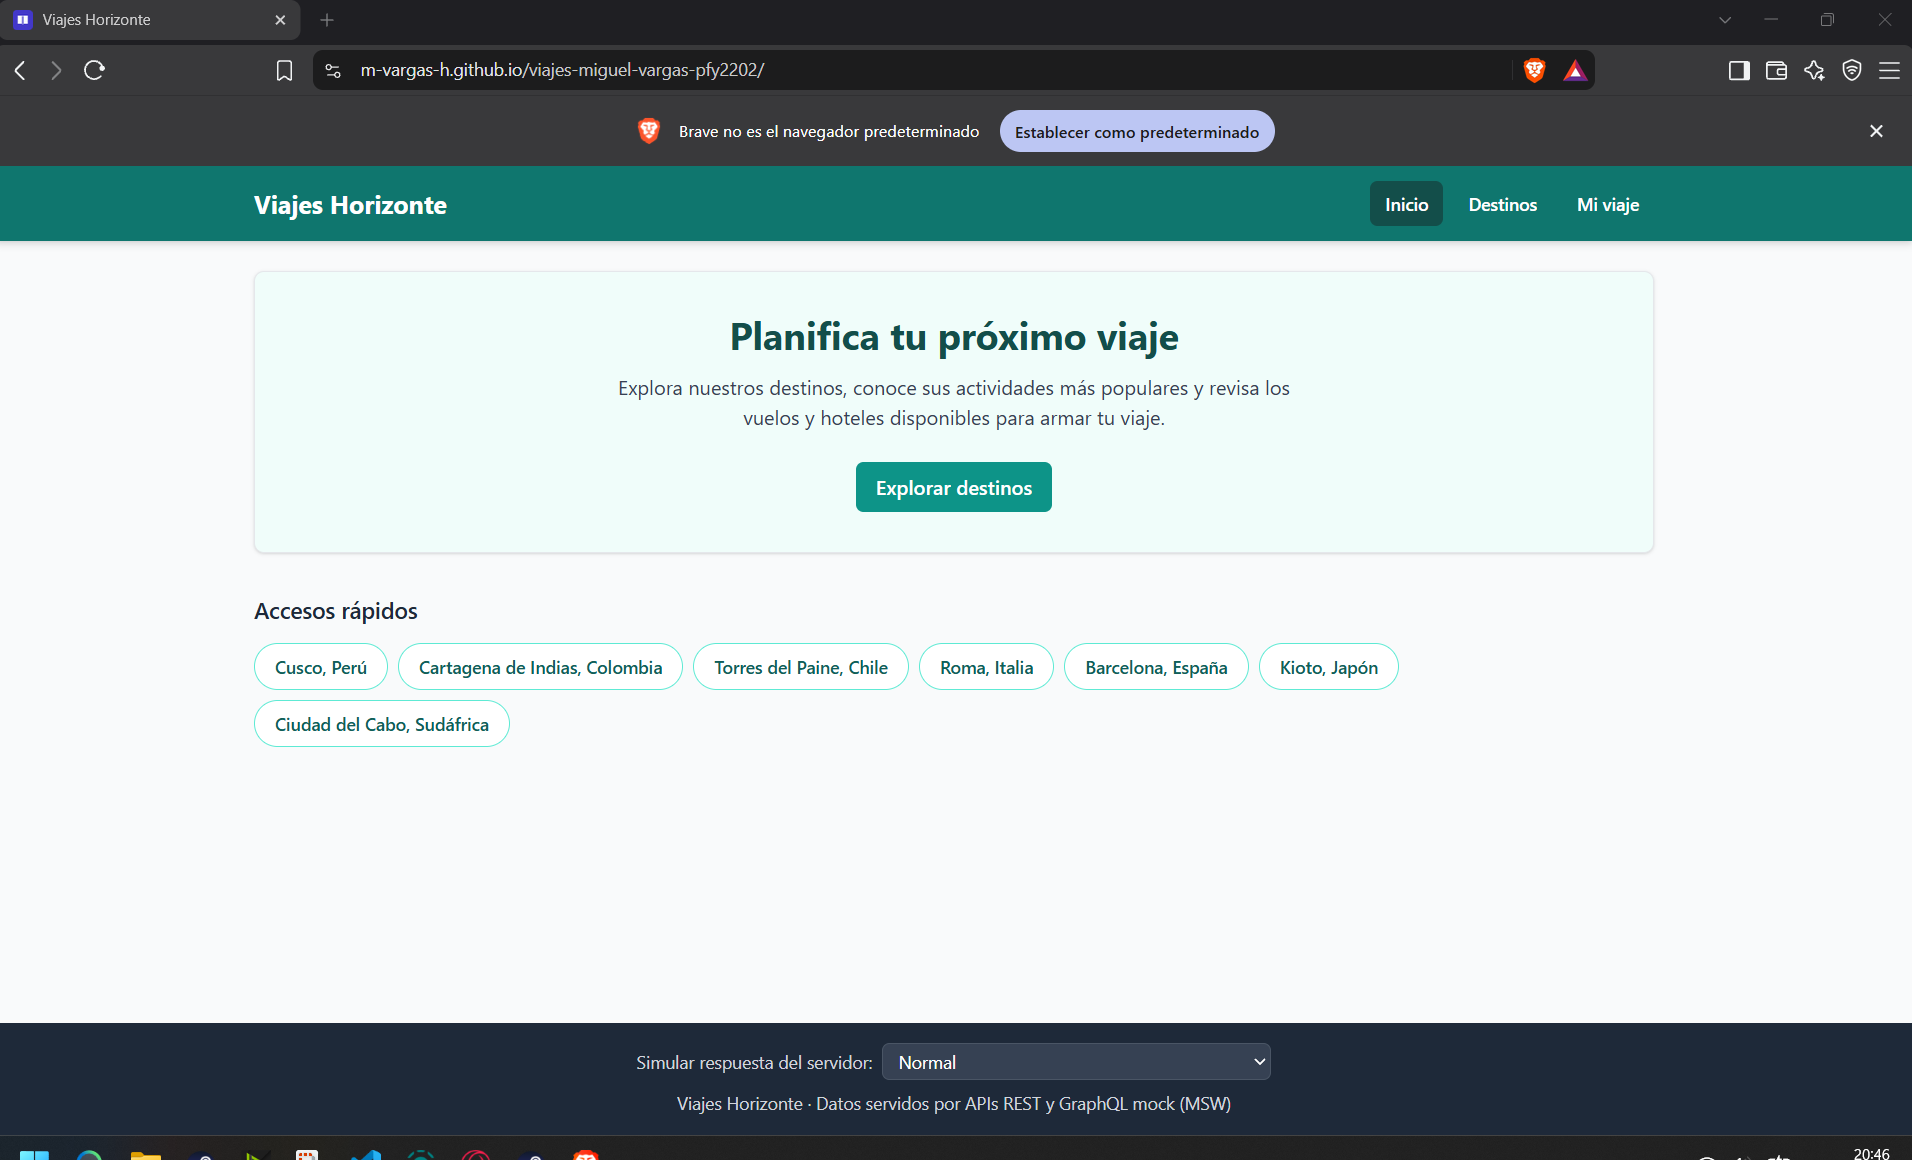 Viajes Horizonte
m-vargas-h.github.io/viajes-miguel-vargas-pfy2202/
Brave no es el navegador predeterminado
Establecer como predeterminado
Viajes Horizonte
Inicio
Destinos
Mi viaje
Planifica tu próximo viaje
Explora nuestros destinos, conoce sus actividades más populares y revisa los
vuelos y hoteles disponibles para armar tu viaje.
Explorar destinos
Accesos rápidos
Cusco, Perú
Cartagena de Indias, Colombia
Torres del Paine, Chile
Roma, Italia
Barcelona, España
Kioto, Japón
Ciudad del Cabo, Sudáfrica
Simular respuesta del servidor:
Normal
Viajes Horizonte · Datos servidos por APIs REST y GraphQL mock (MSW)
20:46